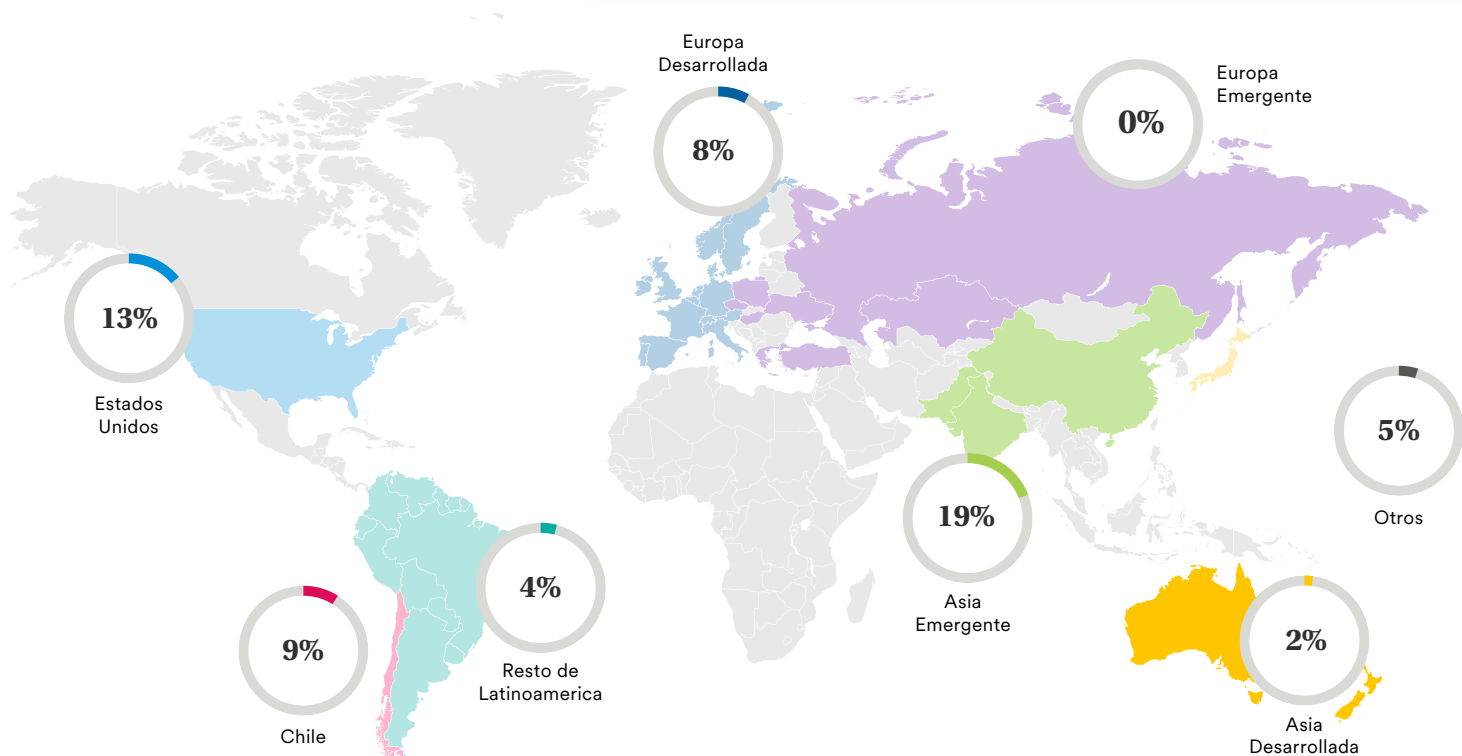 Europa
Desarrollada
8%
0%
Europa
Emergente
13%
Estados
Unidos
5%
Otros
19%
Asia
Emergente
4%
Resto de
Latinoamerica
9%
Chile
2%
Asia
Desarrollada